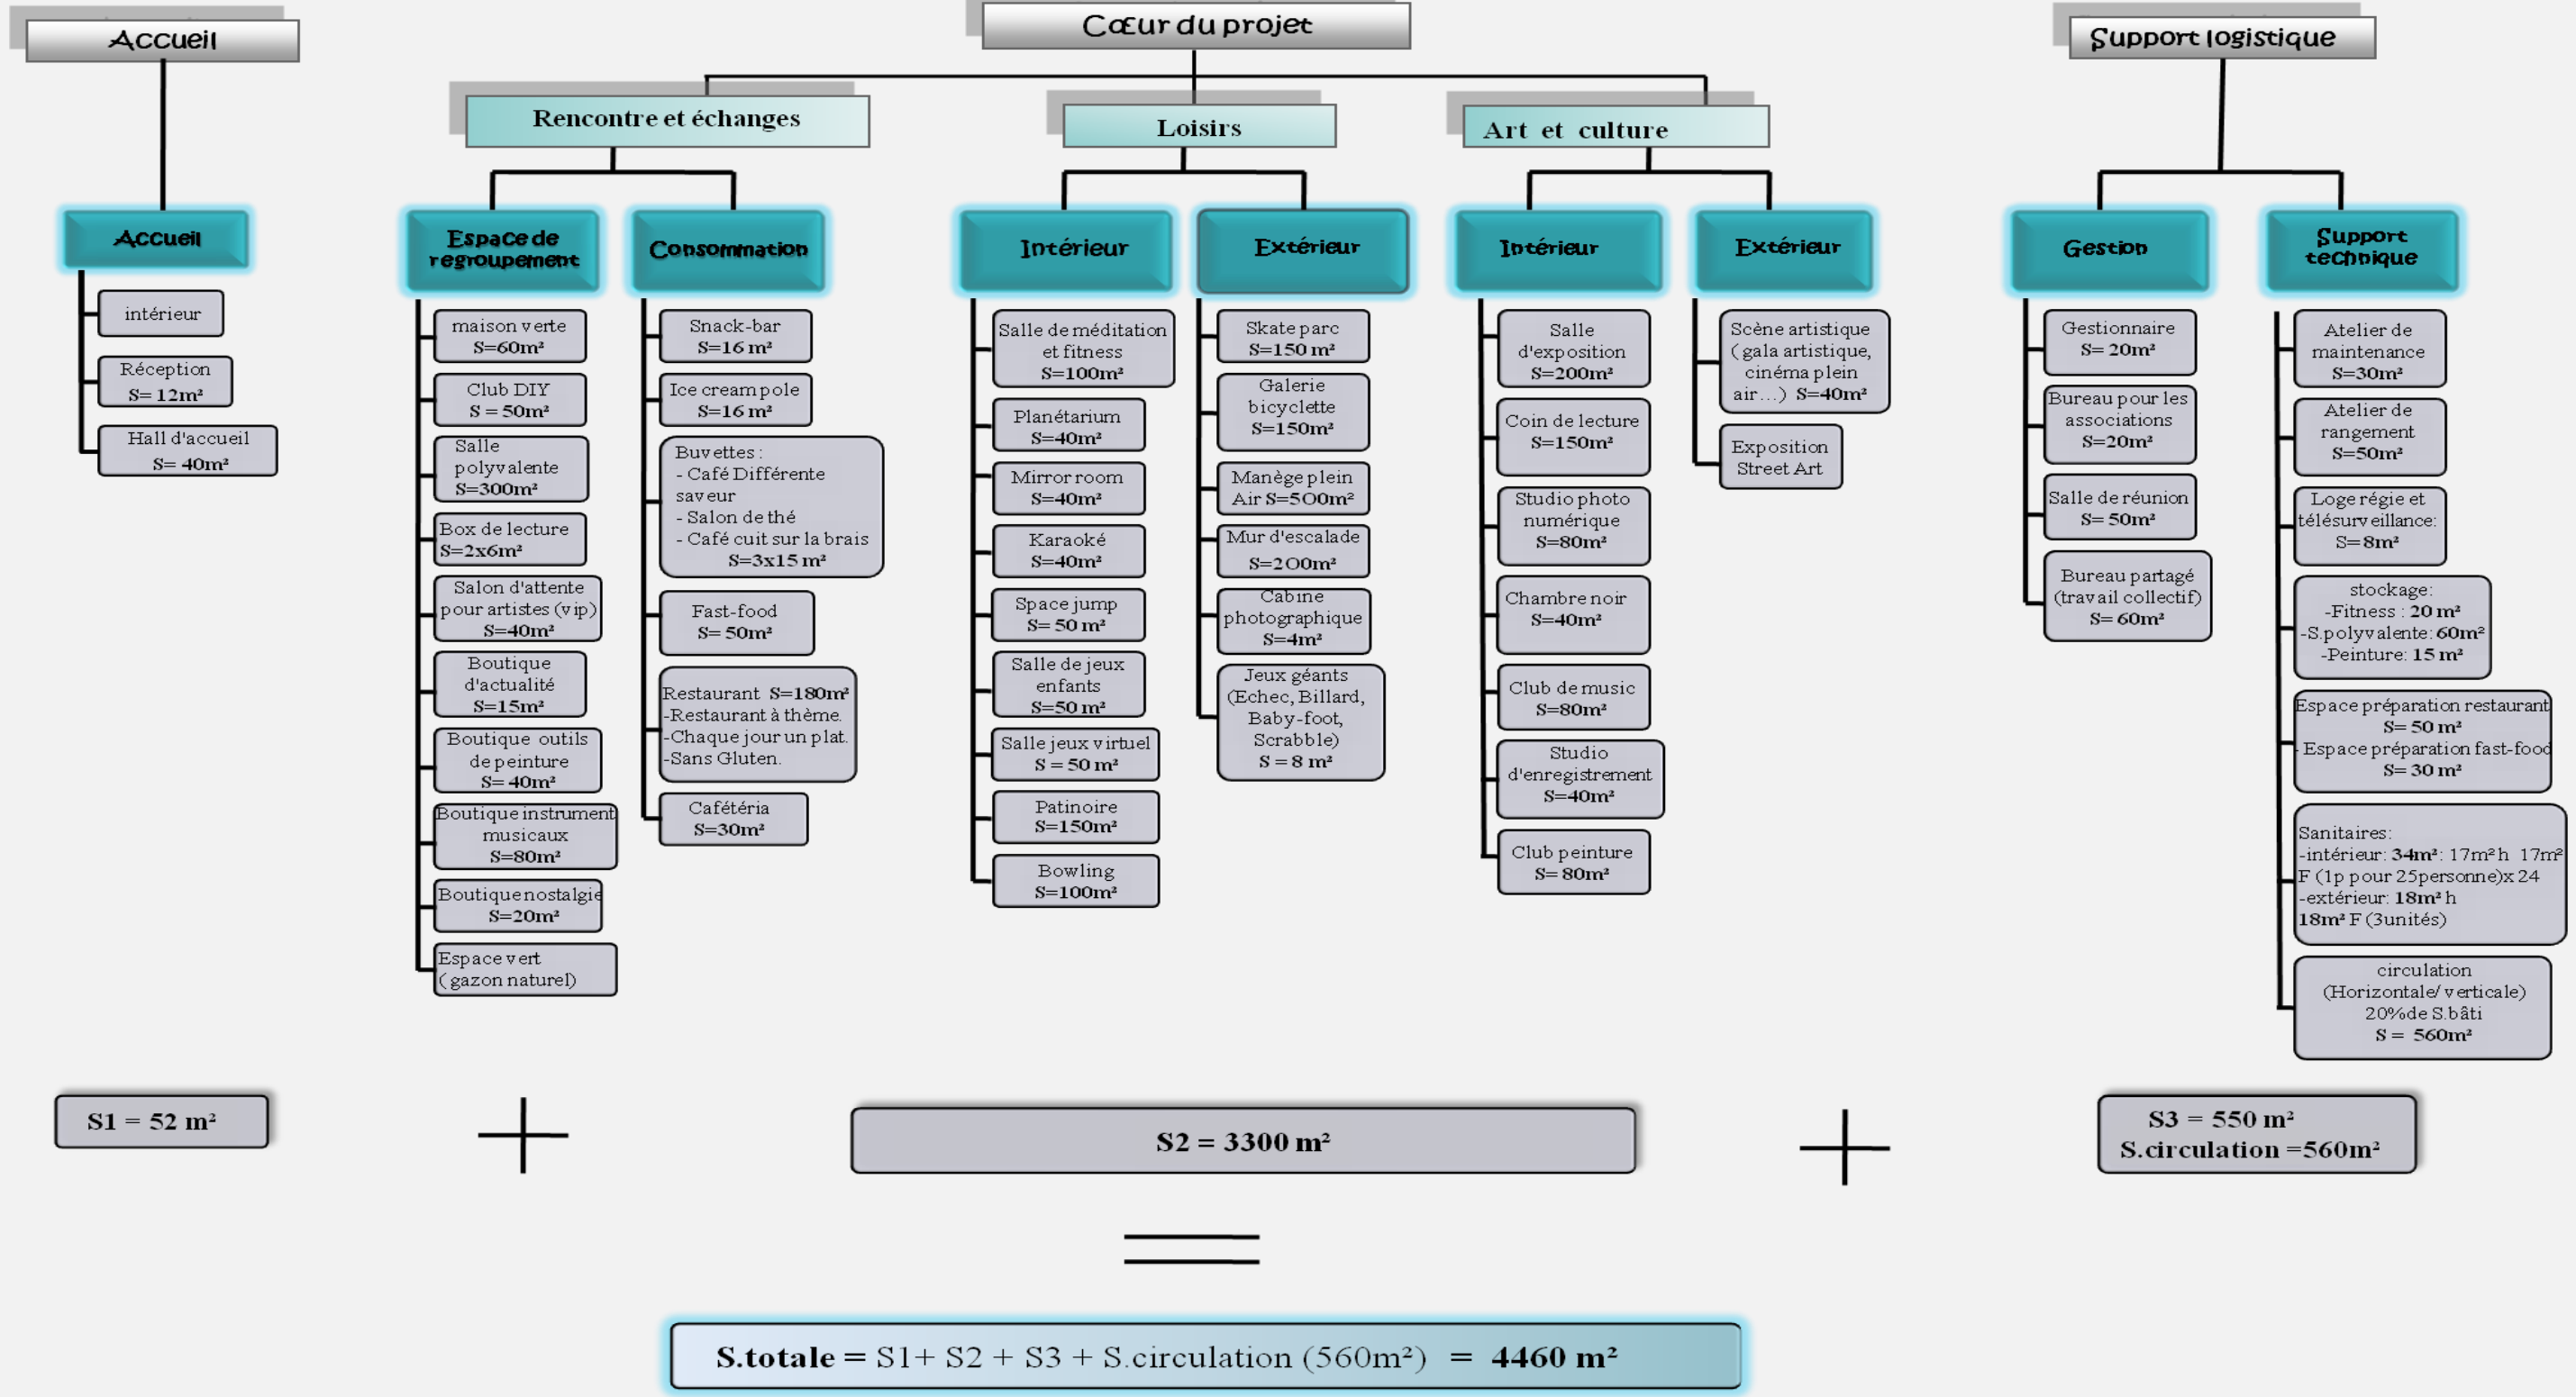 Accueil
Accueil
intérieur
Réception
S= 12m²
Hall d'accueil
S= 40m²
Cœur du projet
Rencontre et échanges
Espace de
regroupement
maison verte
S=60m²
Club DIY
S = 50m²
Salle
polyvalente
S=300m²
Box de lecture
S=2x6m²
Salon d'attente
pour artistes (vip)
S=40m²
Boutique
d'actualité
S=15m²
Boutique outils
de peinture
S= 40m²
Boutique instrument
musicaux
S=80m²
Boutique nostalgie
S=20m²
Espace vert
(gazon naturel)
Consommation
Snack-bar
S=16 m²
Ice cream pole
S=16 m²
Buvettes :
- Café Différente
saveur
- Salon de thé
- Café cuit sur la brais
S=3x15 m²
Fast-food
S= 50m²
Restaurant S=180m²
-Restaurant à thème.
-Chaque jour un plat.
-Sans Gluten.
Cafétéria
S=30m²
Loisirs
Intérieur
Salle de méditation
et fitness
S=100m²
Planétarium
S=40m²
Mirror room
S=40m²
Karaoké
S=40m²
Space jump
S= 50 m²
Salle de jeux
enfants
S=50 m²
Salle jeux virtuel
S = 50 m²
Patinoire
S=150m²
Bowling
S=100m²
Extérieur
Skate parc
S=150 m²
Galerie
bicyclette
S=150m²
Manège plein
Air S=500m²
Mur d'escalade
S=200m²
Cabine
photographique
S=4m²
Jeux géants
(Echec, Billard,
Baby-foot,
Scrabble)
S = 8 m²
Art et culture
Intérieur
Salle
d'exposition
S=200m²
Coin de lecture
S=150m²
Studio photo
numérique
S=80m²
Chambre noir
S=40m²
Club de music
S=80m²
Studio
d'enregistrement
S=40m²
Club peinture
S= 80m²
Extérieur
Scène artistique
(gala artistique,
cinéma plein
air…) S=40m²
Exposition
Street Art
Support logistique
Gestion
Gestionnaire
S= 20m²
Bureau pour les
associations
S=20m²
Salle de réunion
S= 50m²
Bureau partagé
(travail collectif)
S= 60m²
Support
technique
Atelier de
maintenance
S=30m²
Atelier de
rangement
S=50m²
Loge régie et
télésurveillance:
S= 8m²
stockage:
-Fitness : 20 m²
-S.polyvalente: 60m²
-Peinture: 15 m²
Espace préparation restaurant
S= 50 m²
- Espace préparation fast-food
S= 30 m²
Sanitaires:
-intérieur: 34m²: 17m² h 17m²
F (1p pour 25personne)x 24
-extérieur: 18m² h
18m² F (3unités)
circulation
(Horizontale/ verticale)
20%de S.bâti
S = 560m²
S1 = 52 m²
+
S2 = 3300 m²
+
S3 = 550 m²
S.circulation =560m²
=
S.totale = S1+ S2 + S3 + S.circulation (560m²) = 4460 m²